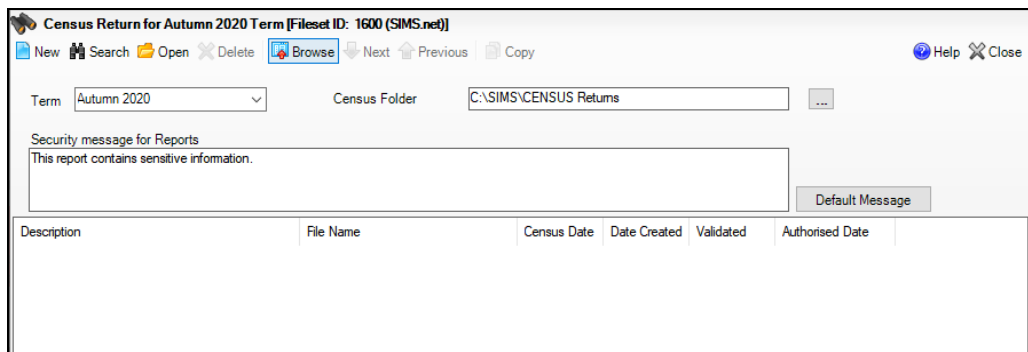 Census Return for Autumn 2020 Term [Fileset ID: 1600 (SIMS.net)]
New Search Open Delete Browse Next Previous Copy Help Close
Term Autumn 2020 Census Folder C:\SIMS\CENSUS Returns ...
Security message for Reports
This report contains sensitive information.
Default Message
Description File Name Census Date Date Created Validated Authorised Date